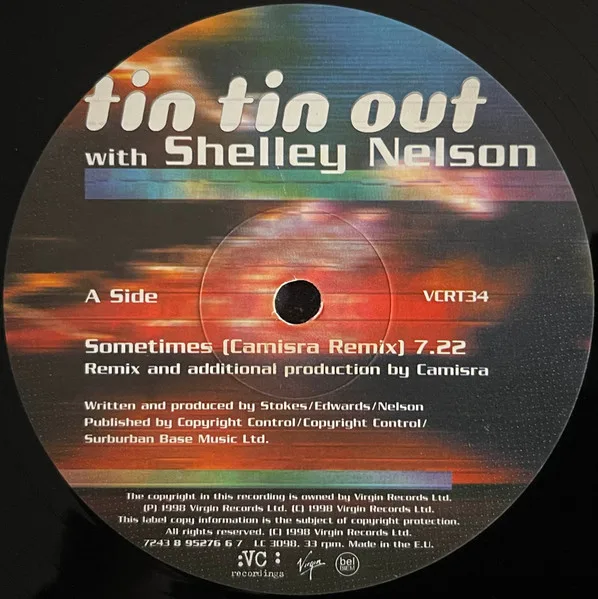 tin tin out
with Shelley Nelson
A Side VCRT34
Sometimes (Camisra Remix) 7.22
Remix and additional production by Camisra
Written and produced by Stokes/Edwards/Nelson
Published by Copyright Control/Copyright Control/
Surburban Base Music Ltd.
The copyright in this recording is owned by Virgin Records Ltd,
(P) 1998 Virgin Records Ltd. (C) 1998 Virgin Records Ltd.
This label copy information is the subject of copyright protection.
All rights reserved. (C) 1998 Virgin Records Ltd.
7243 8 95276 6 7 LC 3098. 33 rpm. Made in the E.U.
:VC: recordings Virgin bel BIEM